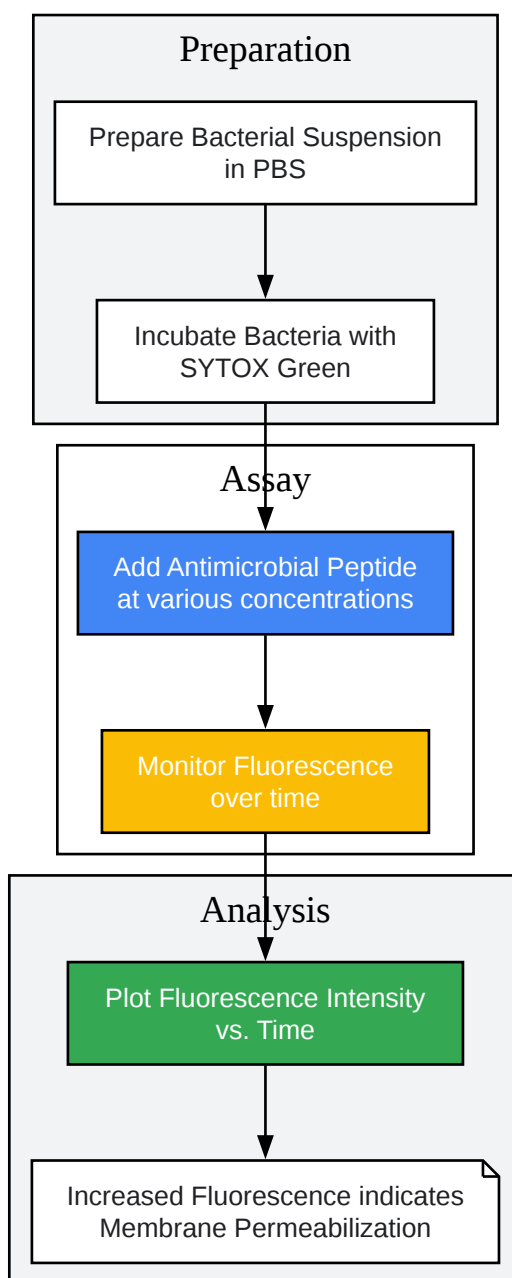 Preparation
Prepare Bacterial Suspension
in PBS
Incubate Bacteria with
SYTOX Green
Assay
Add Antimicrobial Peptide
at various concentrations
Monitor Fluorescence
over time
Analysis
Plot Fluorescence Intensity
vs. Time
Increased Fluorescence indicates
Membrane Permeabilization